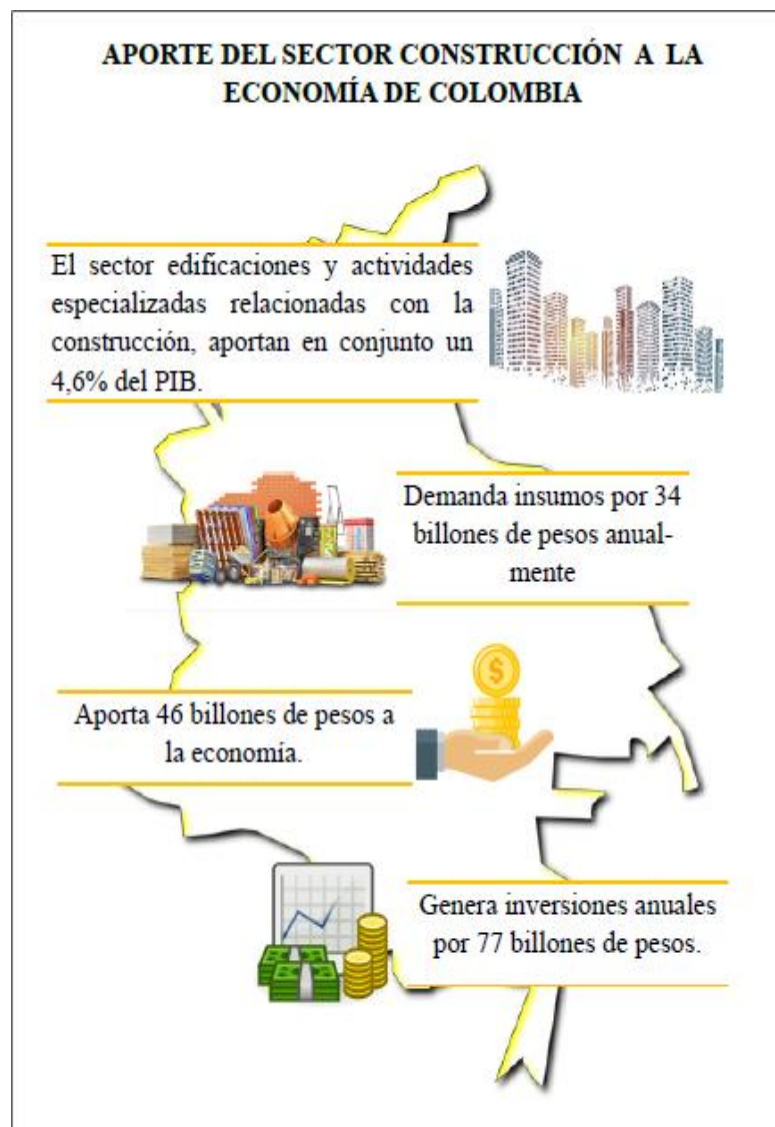 APORTE DEL SECTOR CONSTRUCCIÓN A LA
ECONOMÍA DE COLOMBIA
El sector edificaciones y actividades
especializadas relacionadas con la
construcción, aportan en conjunto un
4,6% del PIB.
Demanda insumos por 34
billones de pesos anual-
mente
$
Aporta 46 billones de pesos a
la economía.
Genera inversiones anuales
por 77 billones de pesos.